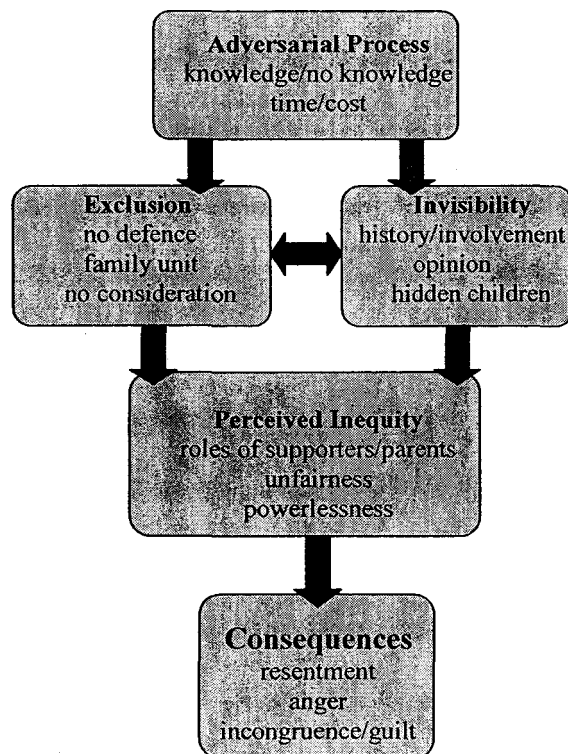 Adversarial Process
knowledge/no knowledge
time/cost
Exclusion
no defence
family unit
no consideration
Invisibility
history/involvement
opinion
hidden children
Perceived Inequity
roles of supporters/parents
unfairness
powerlessness
Consequences
resentment
anger
incongruence/guilt